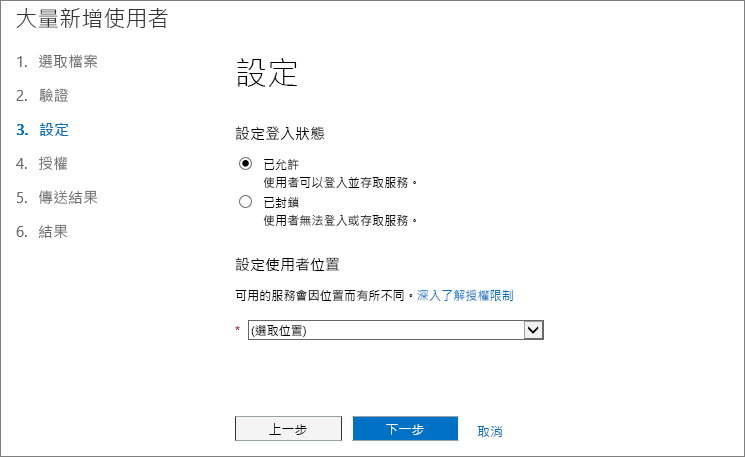 大量新增使用者
1. 選取檔案
2. 驗證
3. 設定
4. 授權
5. 傳送結果
6. 結果
設定
設定登入狀態
已允許
使用者可以登入並存取服務。
已封鎖
使用者無法登入或存取服務。
設定使用者位置
可用的服務會因位置而有所不同。深入了解授權限制
* (選取位置)
上一步 下一步 取消